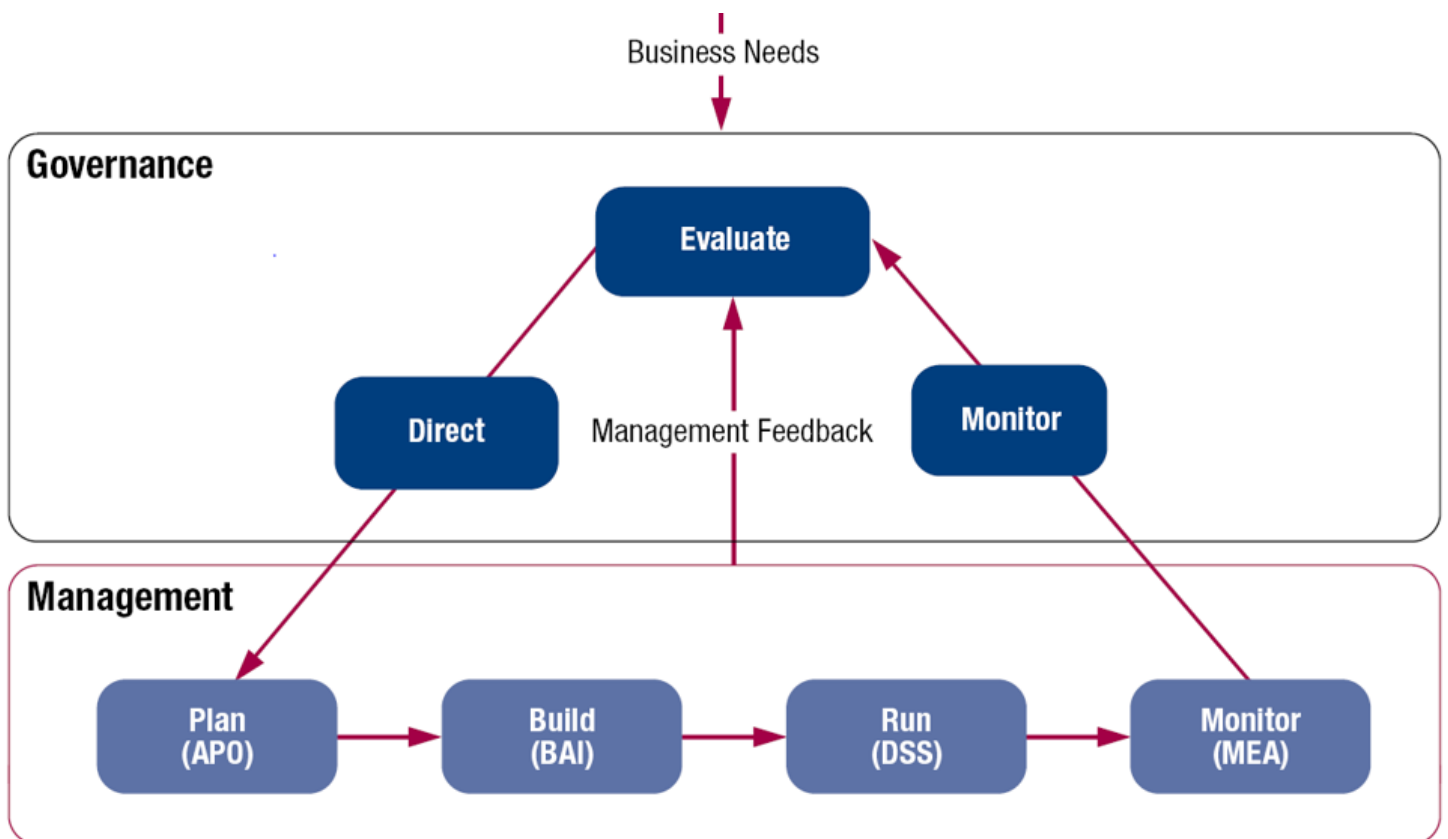 Business Needs
Governance
Evaluate
Direct
Management Feedback
Monitor
Management
Plan
(APO)
Build
(BAI)
Run
(DSS)
Monitor
(MEA)